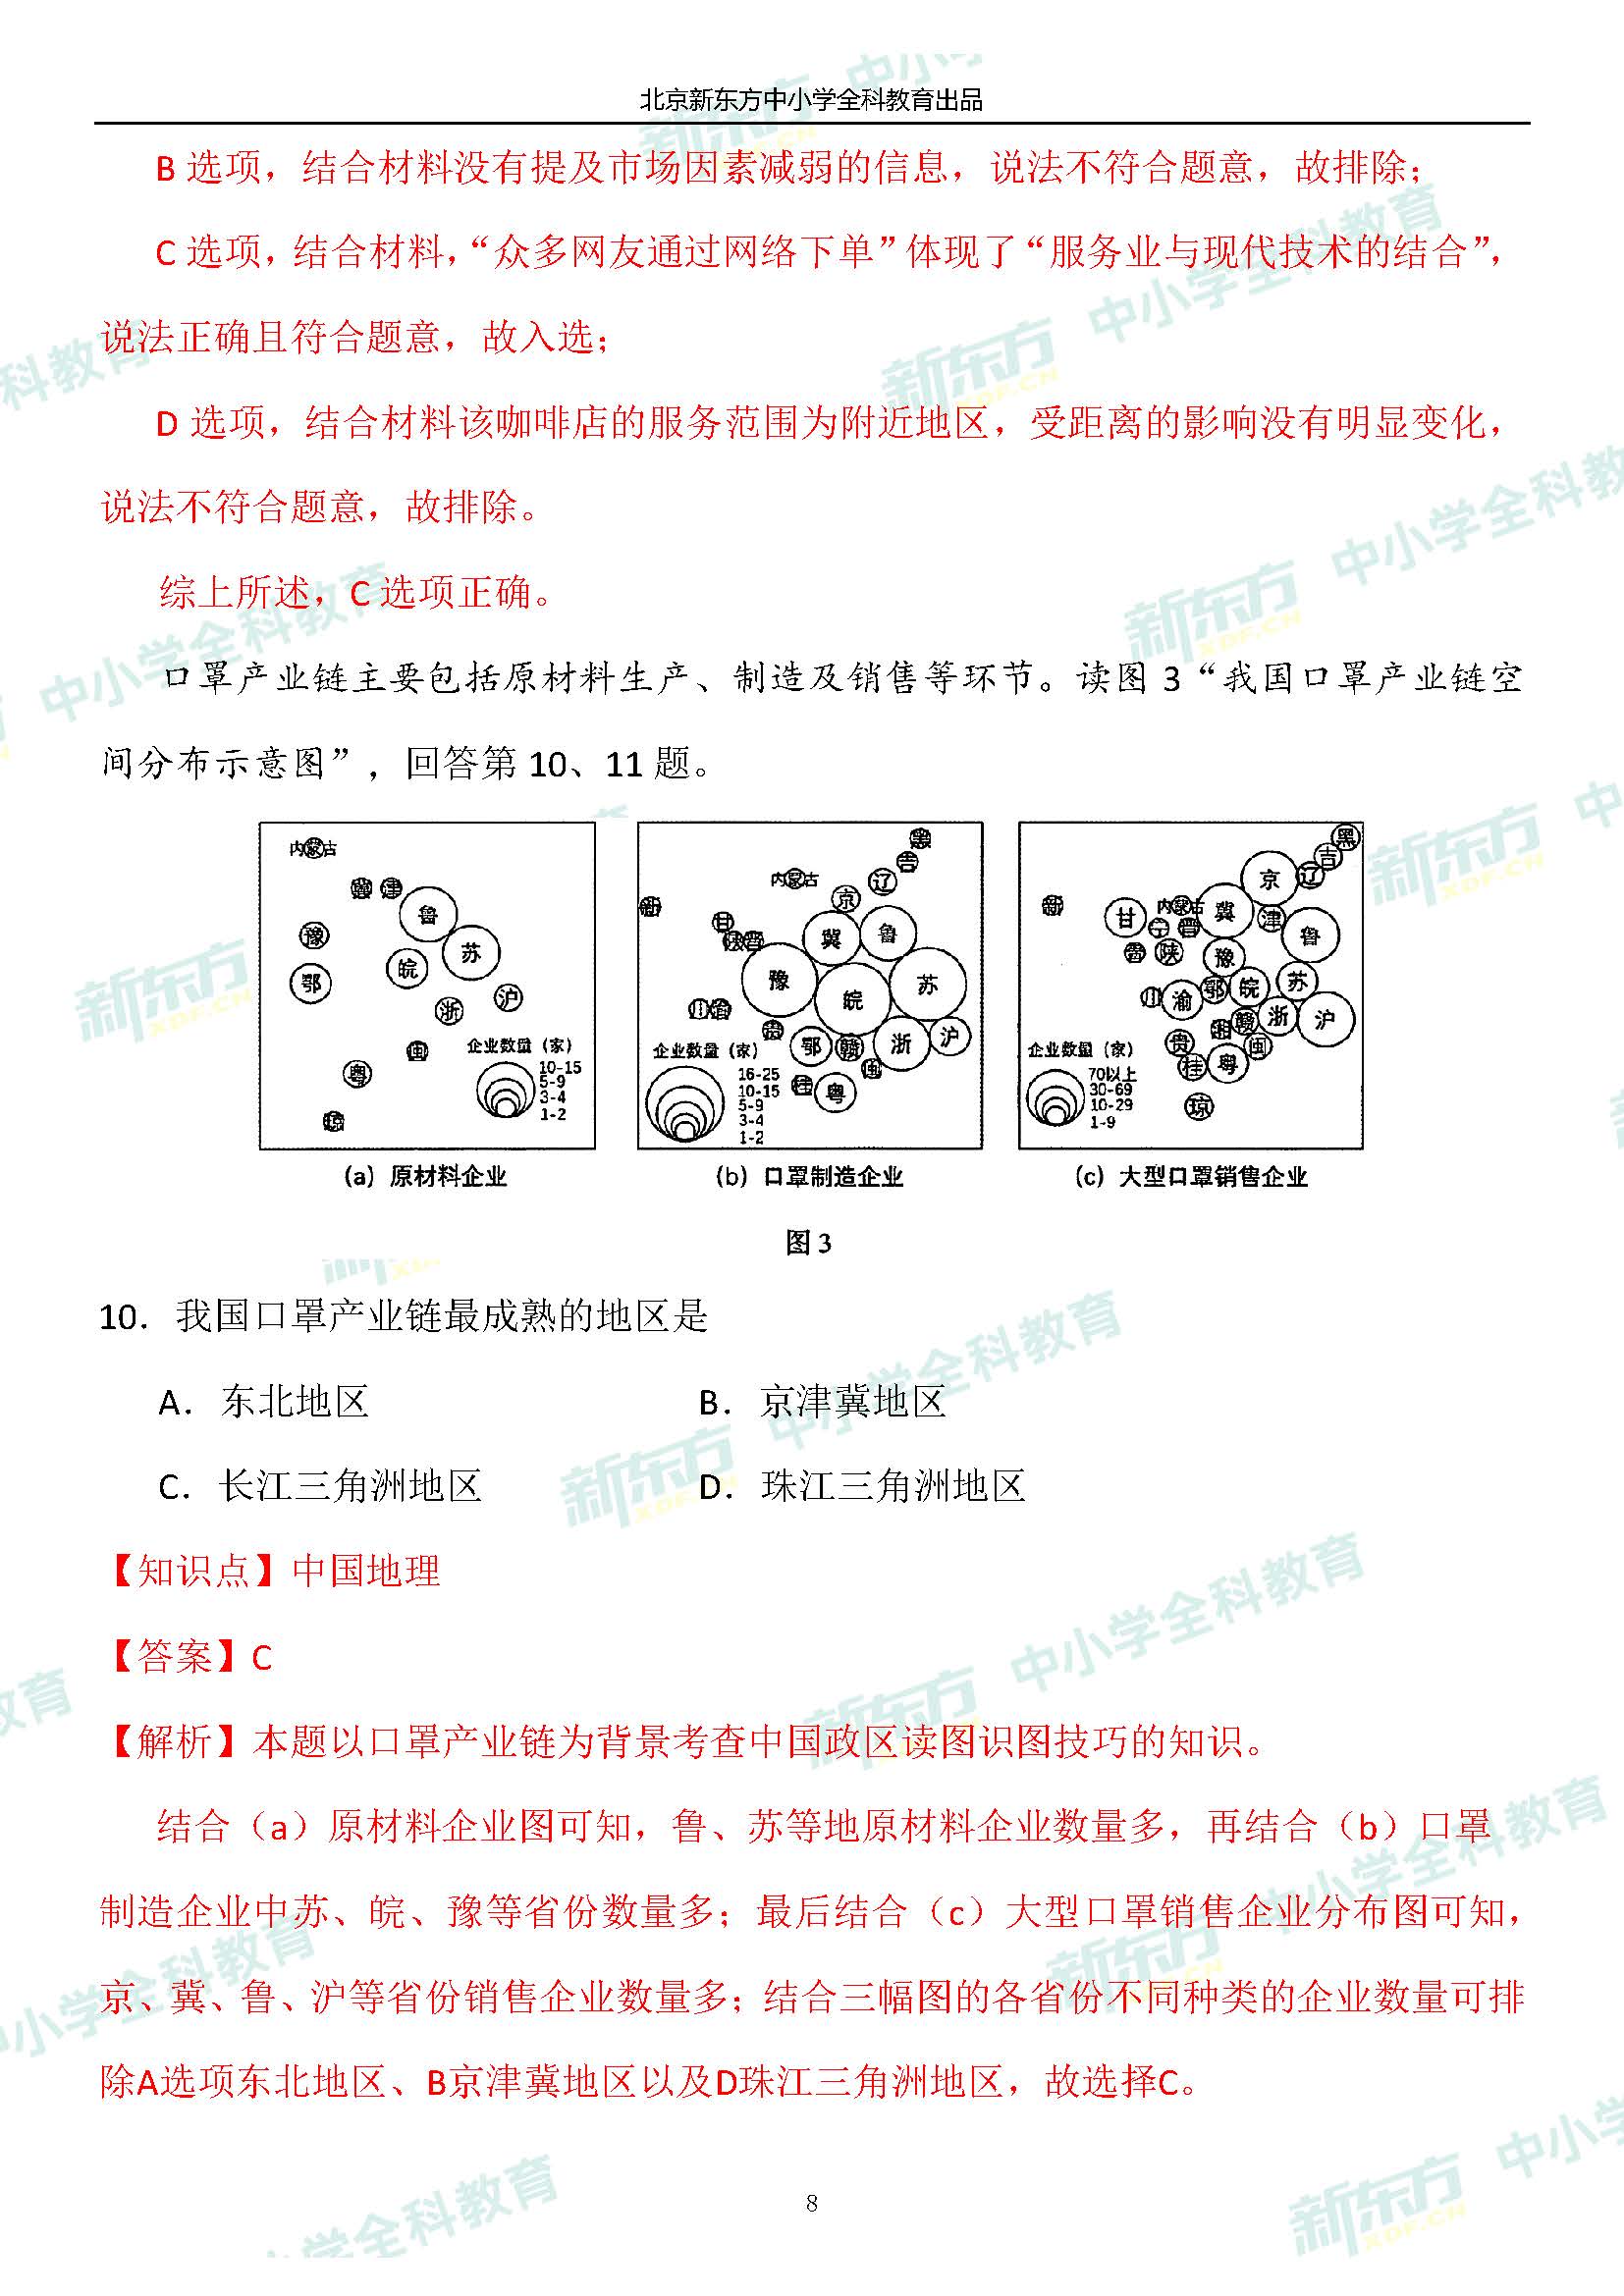 北京新东方中小学全科教育出品
B 选项，结合材料没有提及市场因素减弱的信息，说法不符合题意，故排除；
C 选项，结合材料，“众多网友通过网络下单”体现了“服务业与现代技术的结合”，
说法正确且符合题意，故入选；
D 选项，结合材料该咖啡店的服务范围为附近地区，受距离的影响没有明显变化，
说法不符合题意，故排除。
综上所述，C 选项正确。
口罩产业链主要包括原材料生产、制造及销售等环节。读图 3“我国口罩产业链空
间分布示意图”，回答第 10、11 题。
内蒙古
冀 津
鲁
豫
苏
皖
鄂
浙
沪
闽
粤
琼
企业数量（家）
10-15
5-9
3-4
1-2
(a) 原材料企业
黑
吉
辽
内蒙古
京
新
甘
陕 晋
冀
鲁
豫
皖
苏
川 渝
贵
鄂
赣
浙
沪
闽
桂
粤
企业数量（家）
16-25
10-15
5-9
3-4
1-2
(b) 口罩制造企业
黑
吉
辽
京
新
甘
内蒙古
冀
津
宁
晋
鲁
陕
豫
川
渝
鄂
皖
苏
湘
赣
浙
沪
贵
闽
桂
粤
琼
企业数量（家）
70以上
30-69
10-29
1-9
(c) 大型口罩销售企业
图 3
10．我国口罩产业链最成熟的地区是
A．东北地区 B．京津冀地区
C．长江三角洲地区 D．珠江三角洲地区
【知识点】中国地理
【答案】C
【解析】本题以口罩产业链为背景考查中国政区读图识图技巧的知识。
结合（a）原材料企业图可知，鲁、苏等地原材料企业数量多，再结合（b）口罩
制造企业中苏、皖、豫等省份数量多；最后结合（c）大型口罩销售企业分布图可知，
京、冀、鲁、沪等省份销售企业数量多；结合三幅图的各省份不同种类的企业数量可排
除A选项东北地区、B京津冀地区以及D珠江三角洲地区，故选择C。
8